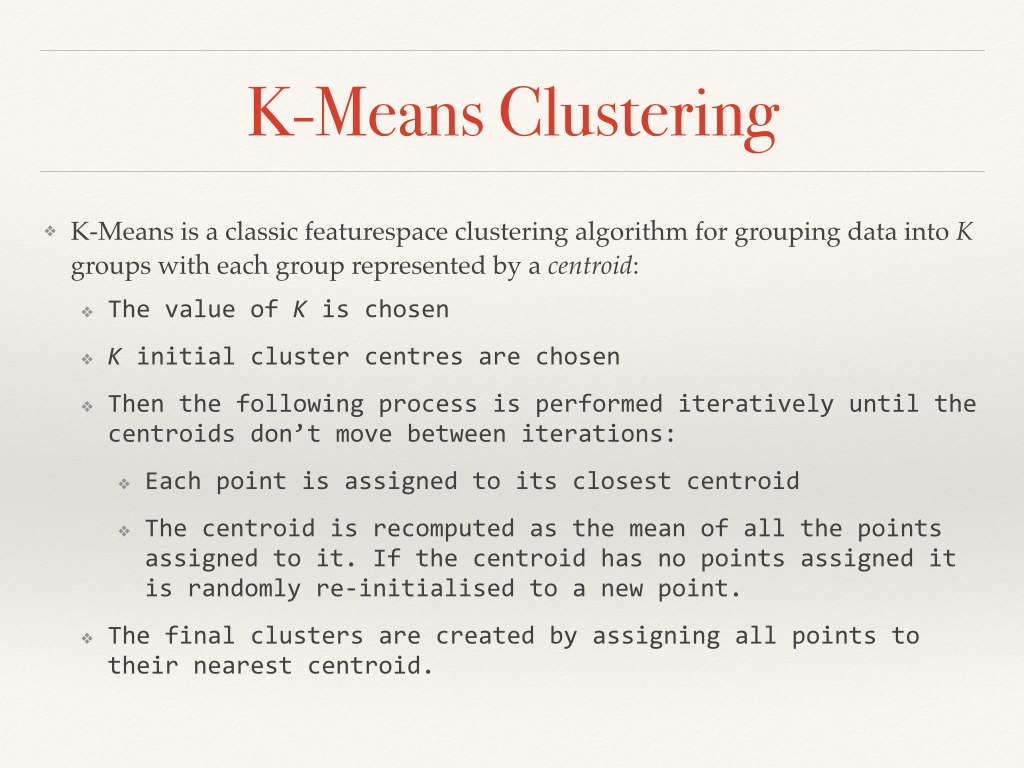 K-Means Clustering
❖ K-Means is a classic featurespace clustering algorithm for grouping data into K
groups with each group represented by a centroid:
❖ The value of K is chosen
❖ K initial cluster centres are chosen
❖ Then the following process is performed iteratively until the
centroids don’t move between iterations:
❖ Each point is assigned to its closest centroid
❖ The centroid is recomputed as the mean of all the points
assigned to it. If the centroid has no points assigned it
is randomly re-initialised to a new point.
❖ The final clusters are created by assigning all points to
their nearest centroid.